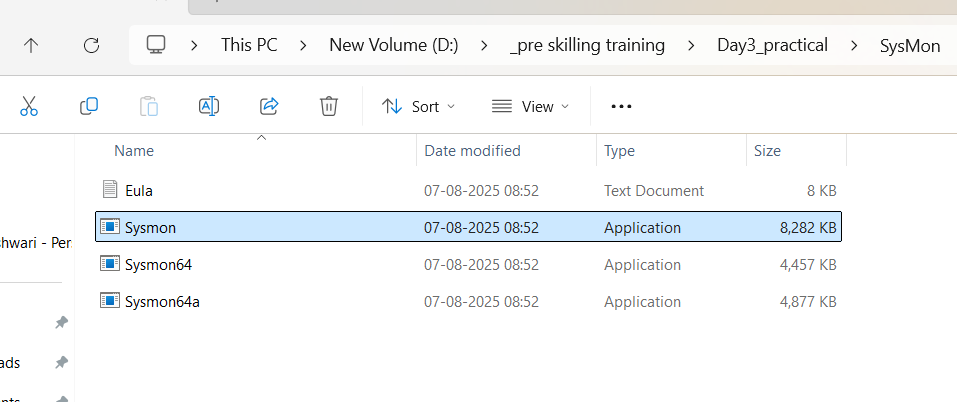 This PC > New Volume (D:) > _pre skilling training > Day3_practical > SysMon
Sort View
Name Date modified Type Size
Eula 07-08-2025 08:52 Text Document 8 KB
Sysmon 07-08-2025 08:52 Application 8,282 KB
hwari - Pers
Sysmon64 07-08-2025 08:52 Application 4,457 KB
Sysmon64a 07-08-2025 08:52 Application 4,877 KB
ads